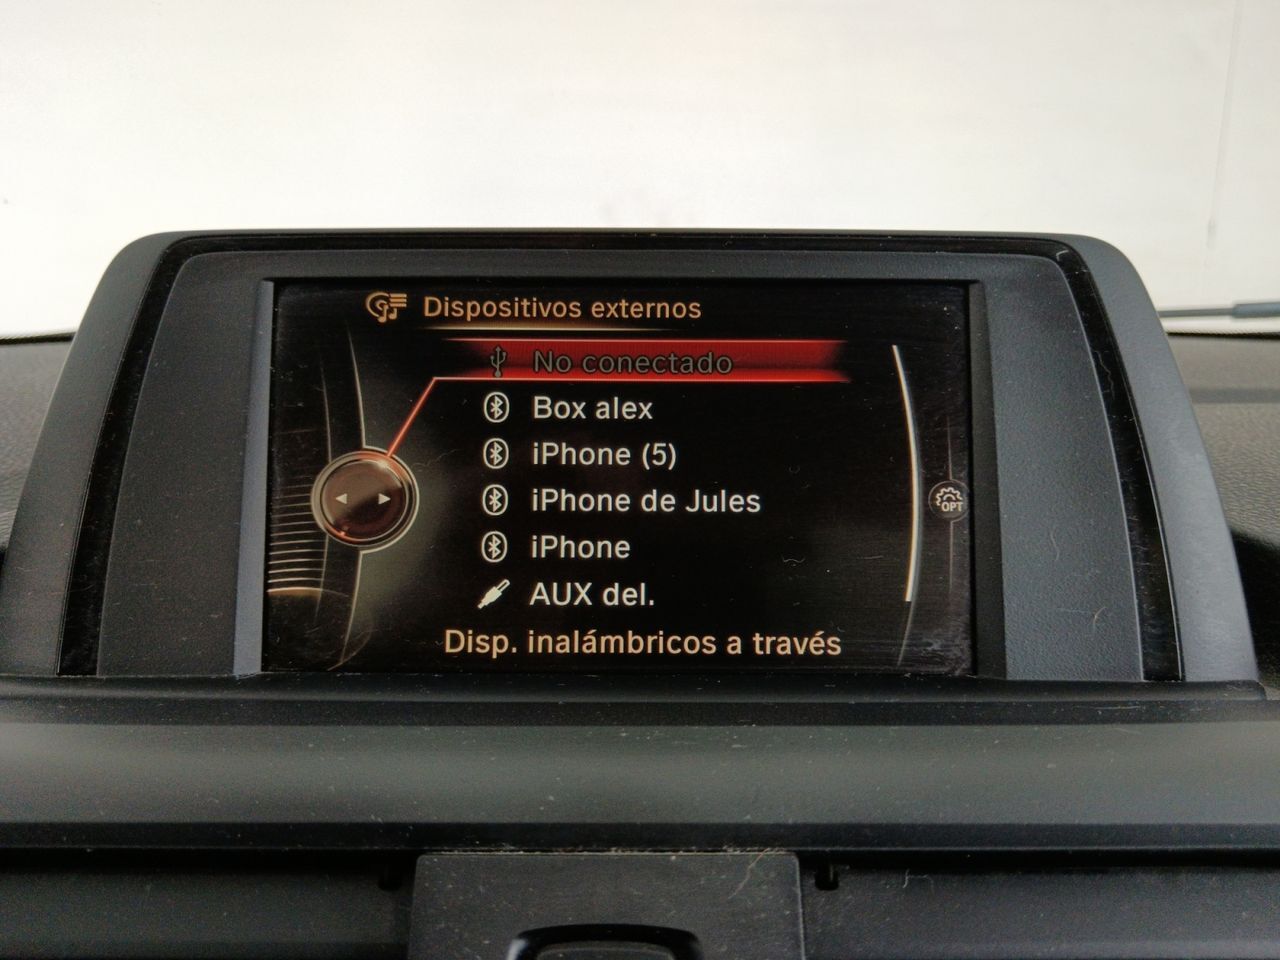 Dispositivos externos
No conectado
Box alex
iPhone (5)
iPhone de Jules
iPhone
AUX del.
Disp. inalámbricos a través
OPT